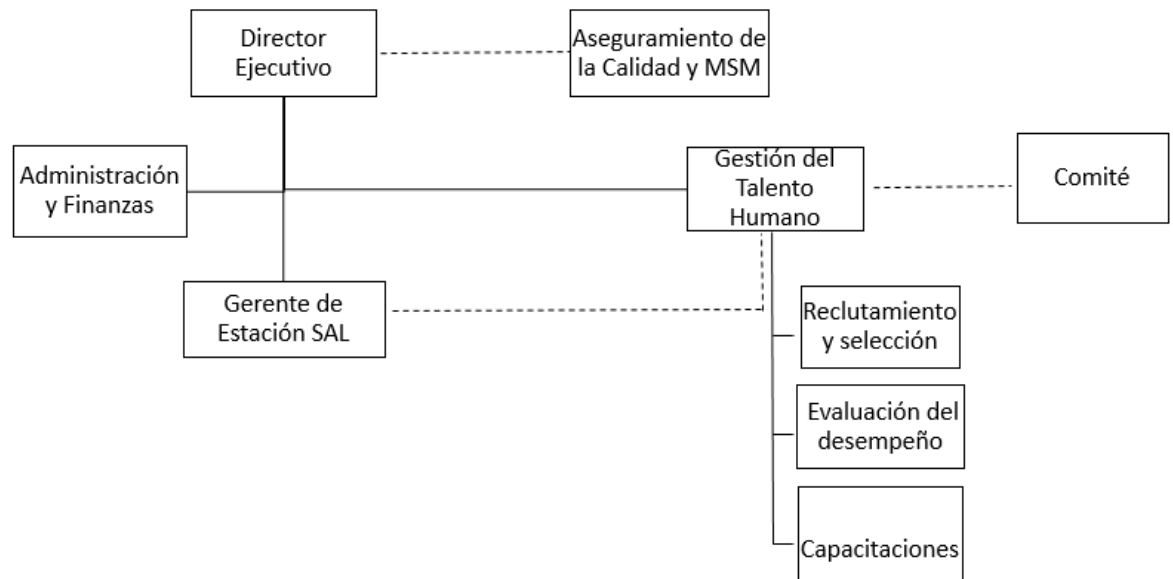 Director
Ejecutivo
Aseguramiento de
la Calidad y MSM
Administración
y Finanzas
Gestión del
Talento
Humano
Comité
Gerente de
Estación SAL
Reclutamiento
y selección
Evaluación del
desempeño
Capacitaciones